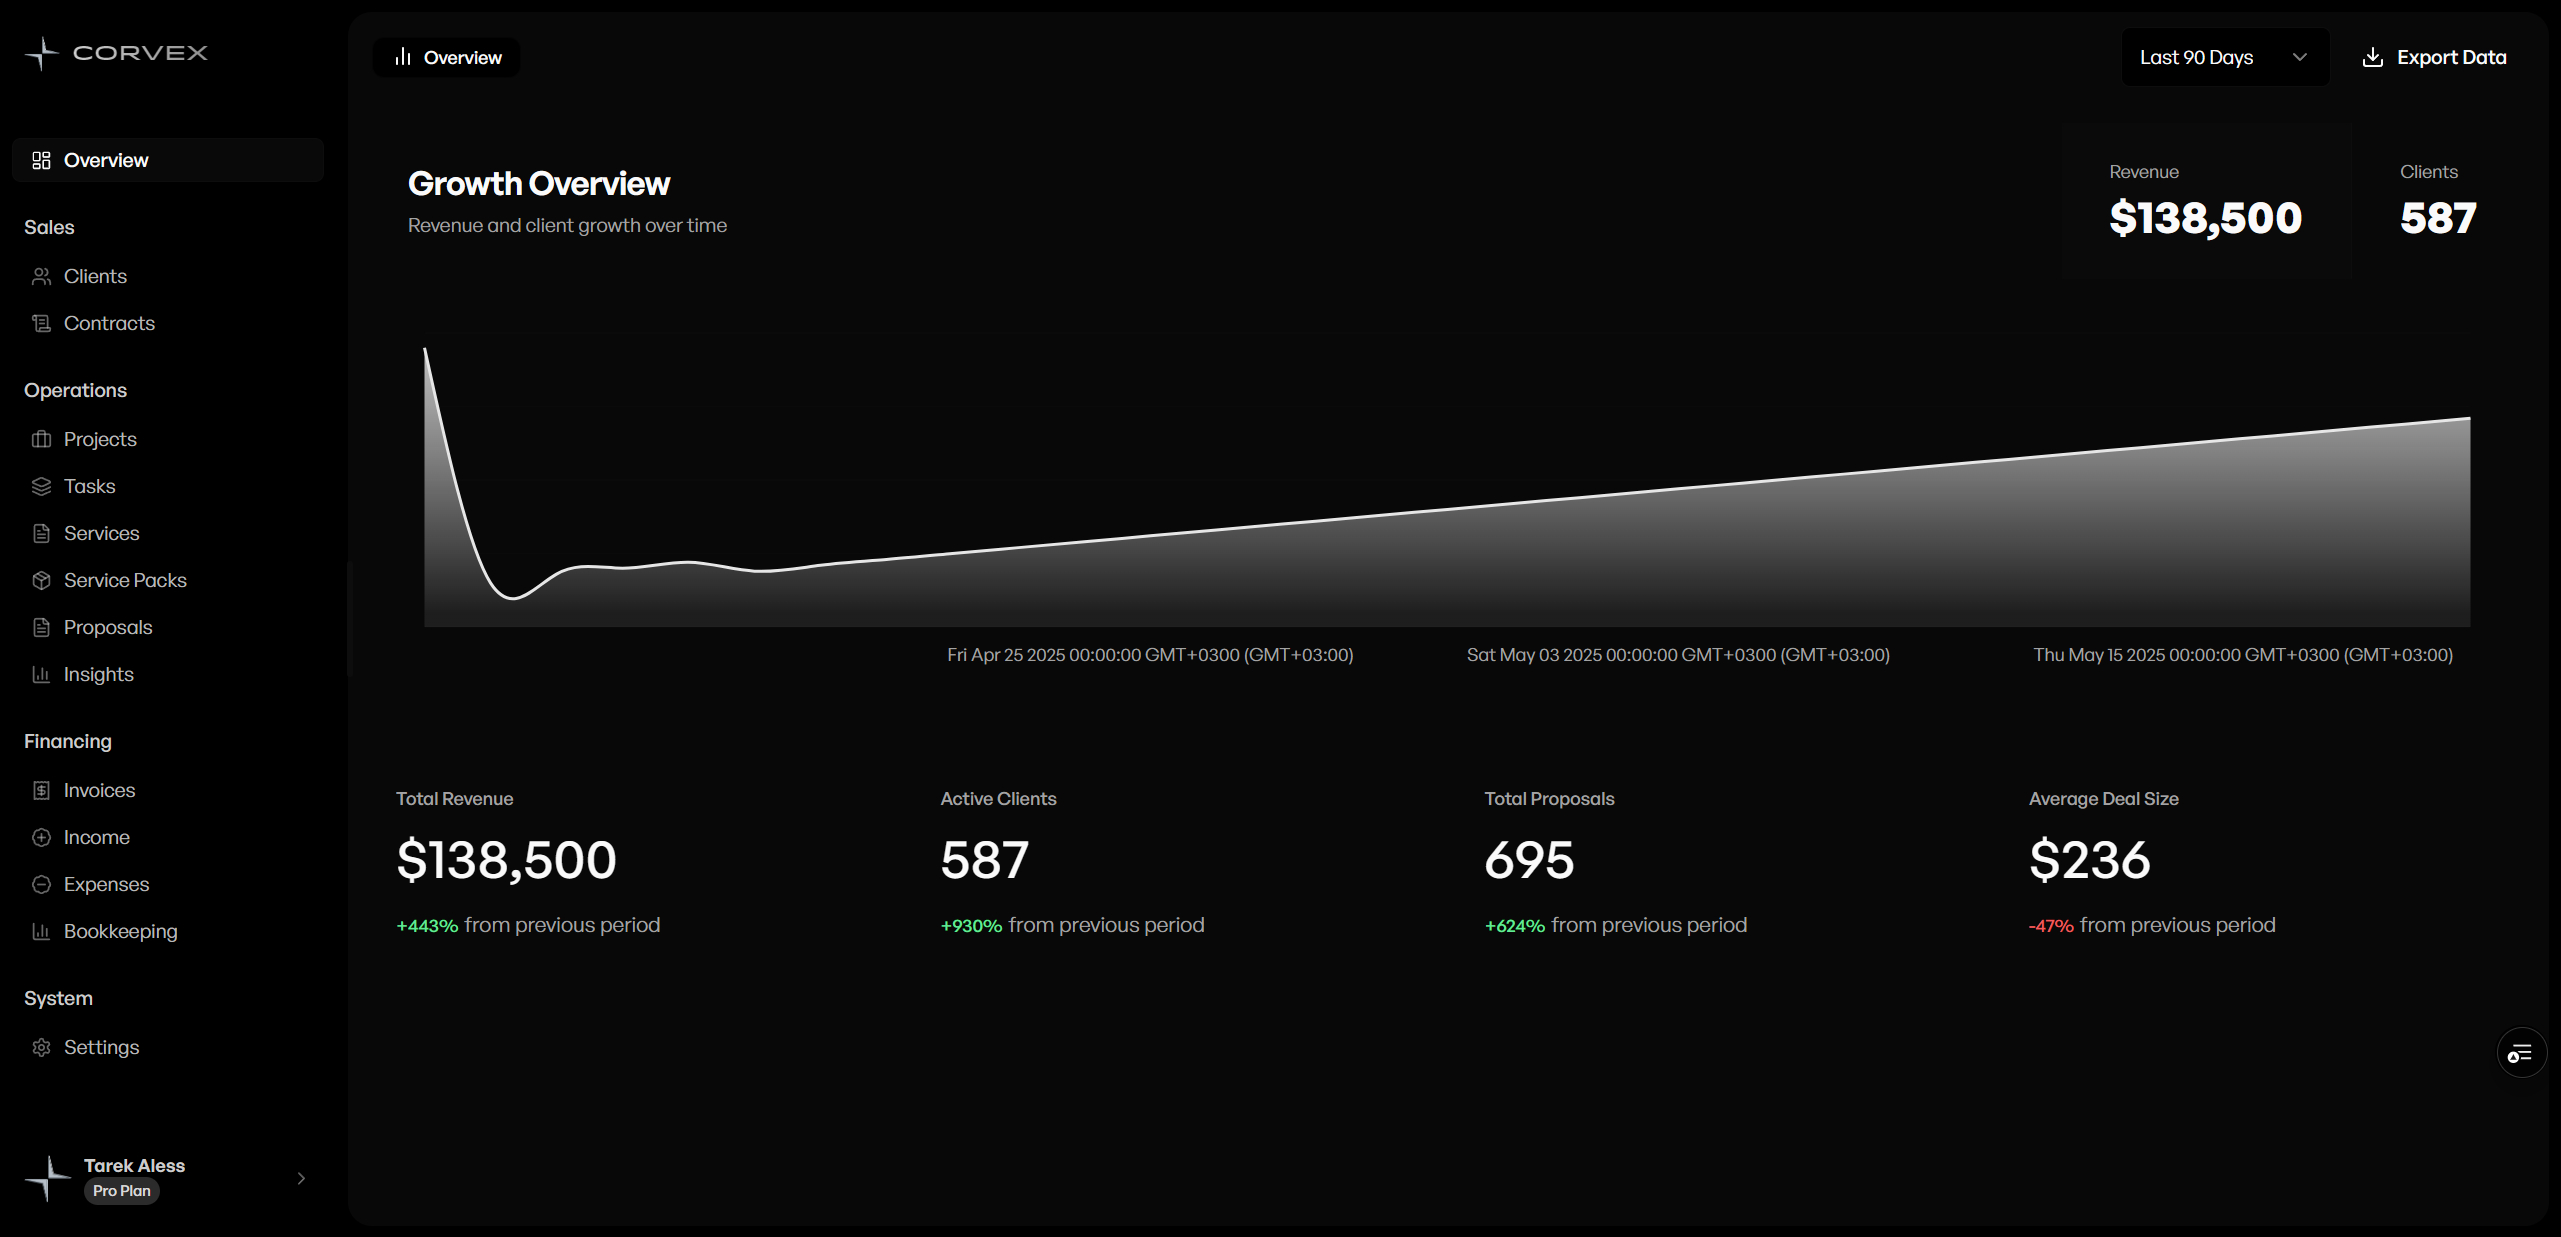 CORVEX
Overview
Sales
Clients
Contracts
Operations
Projects
Tasks
Services
Service Packs
Proposals
Insights
Financing
Invoices
Income
Expenses
Bookkeeping
System
Settings
Tarek Aless
Pro Plan
Overview
Last 90 Days
Export Data
Growth Overview
Revenue and client growth over time
Revenue
$138,500
Clients
587
Fri Apr 25 2025 00:00:00 GMT+0300 (GMT+03:00)
Sat May 03 2025 00:00:00 GMT+0300 (GMT+03:00)
Thu May 15 2025 00:00:00 GMT+0300 (GMT+03:00)
Total Revenue
$138,500
+443% from previous period
Active Clients
587
+930% from previous period
Total Proposals
695
+624% from previous period
Average Deal Size
$236
-47% from previous period